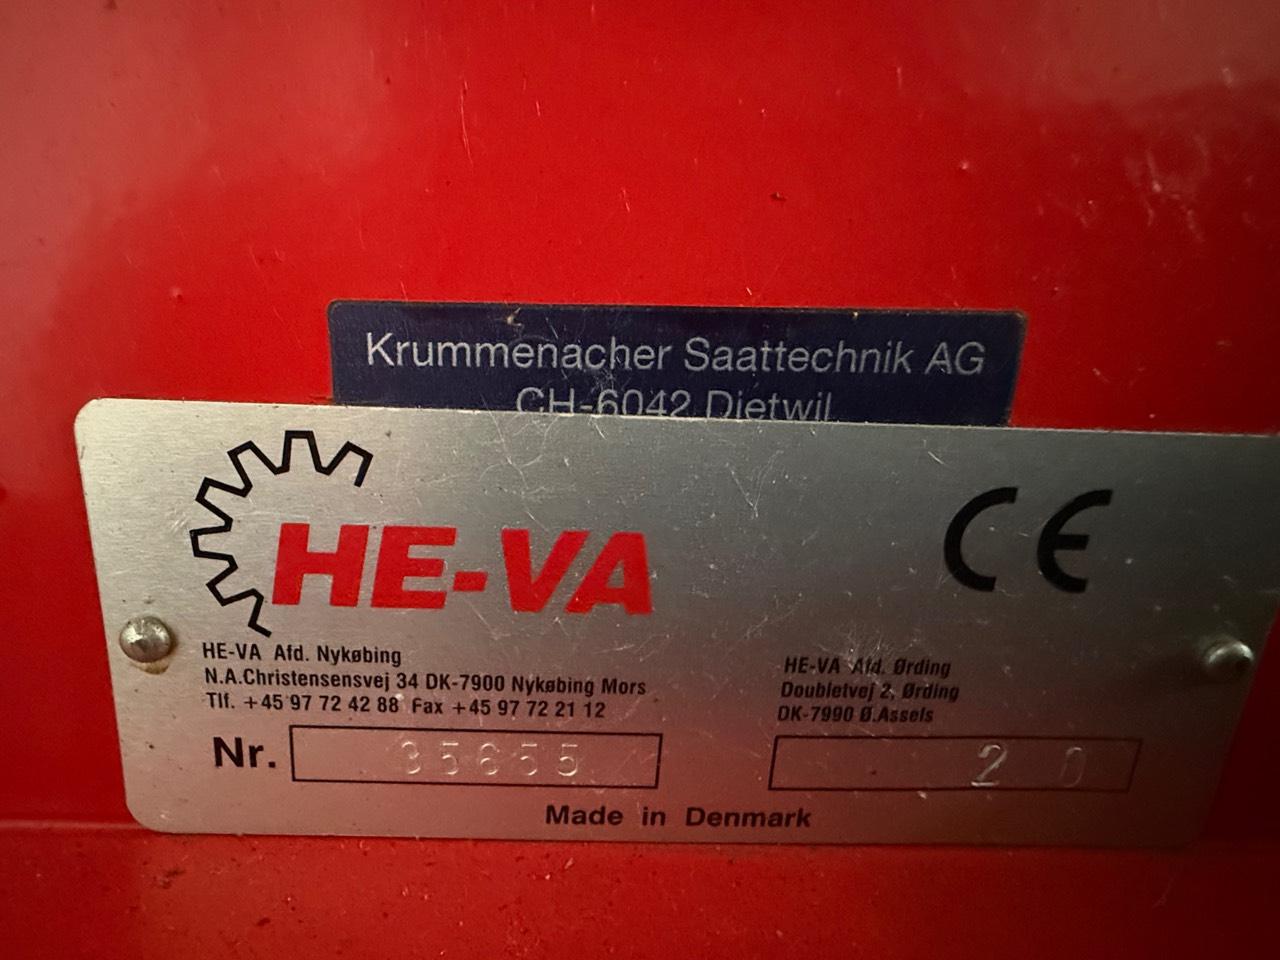 Krummenacher Saattechnik AG
CH-6042 Dietwil
HE-VA
CE
HE-VA Afd. Nykøbing
N.A.Christensensvej 34 DK-7900 Nykøbing Mors
Tlf. +45 97 72 42 88 Fax +45 97 72 21 12
HE-VA Afd. Ørding
Doubletvej 2, Ørding
DK-7990 Ø.Assels
Nr. 35655
2 0
Made in Denmark